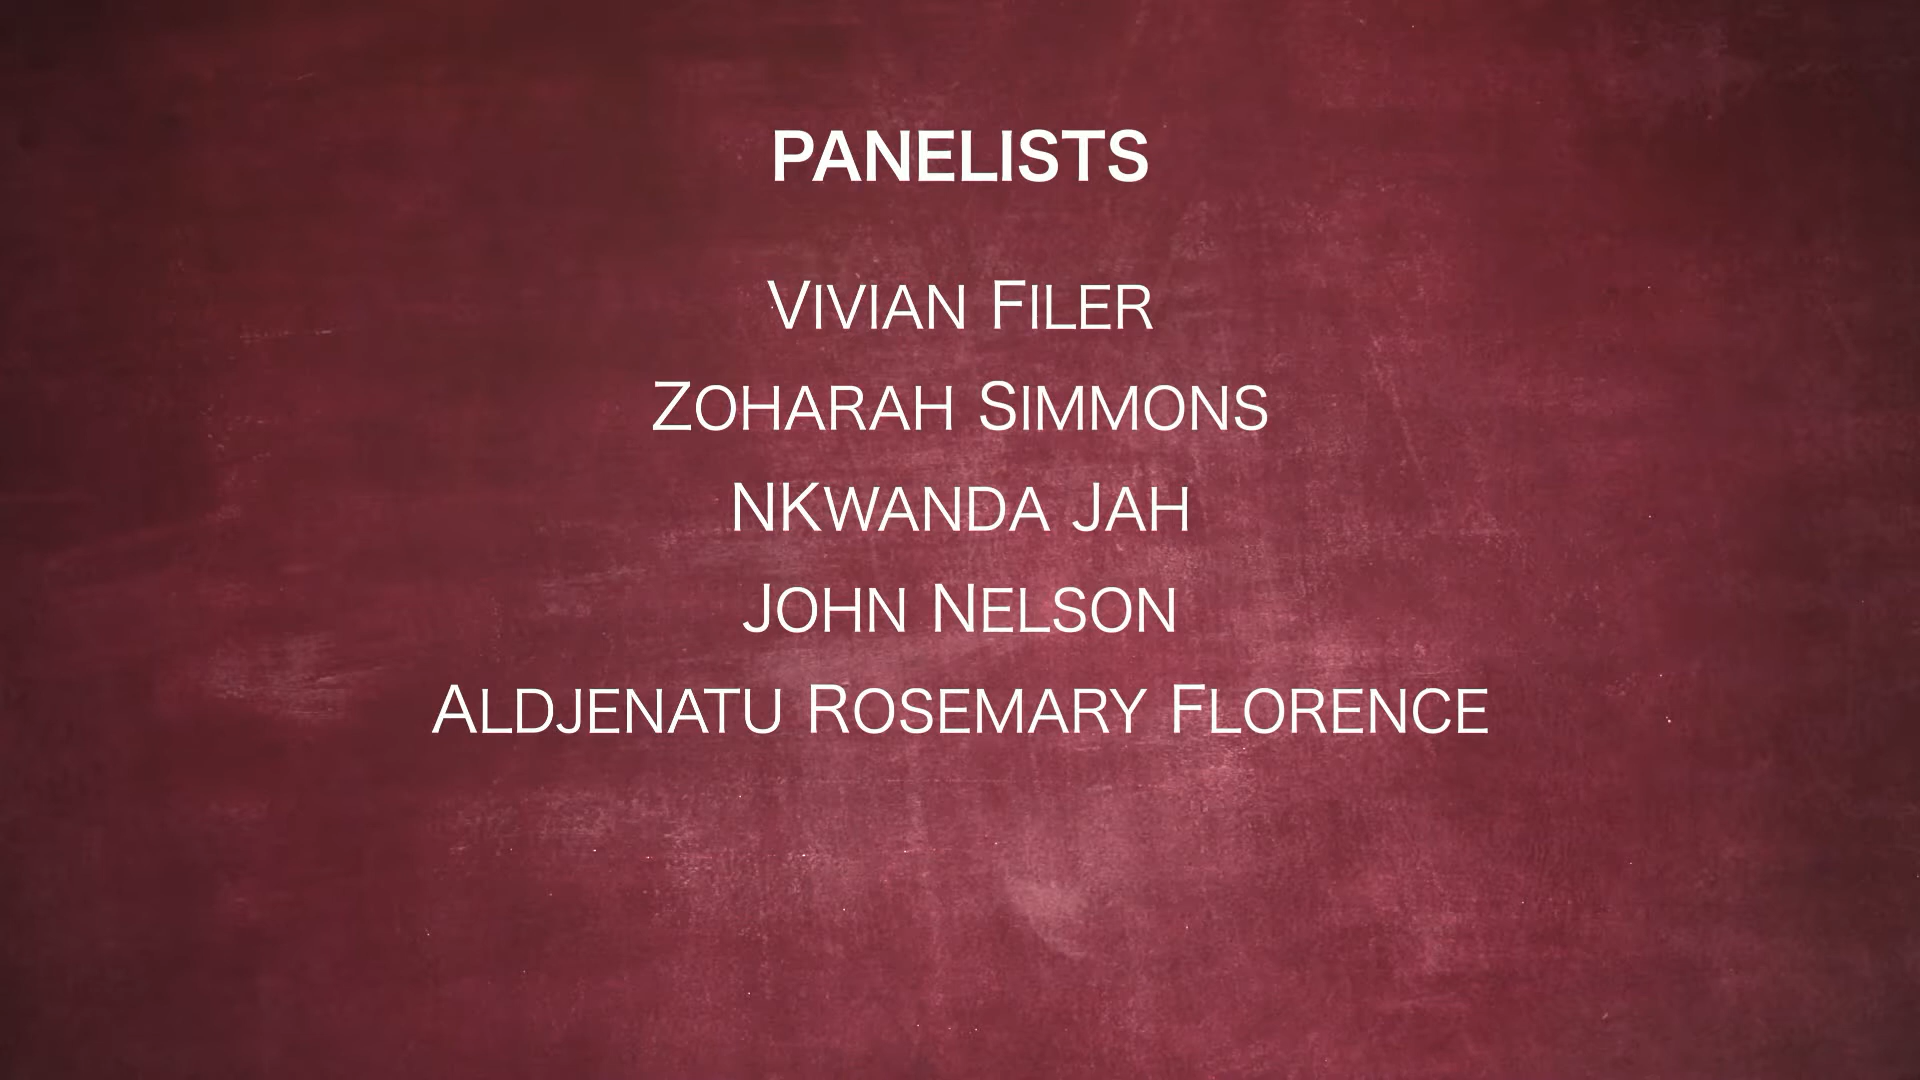 PANELISTS
VIVIAN FILER
ZOHARAH SIMMONS
NKWANDA JAH
JOHN NELSON
ALDJENATU ROSEMARY FLORENCE